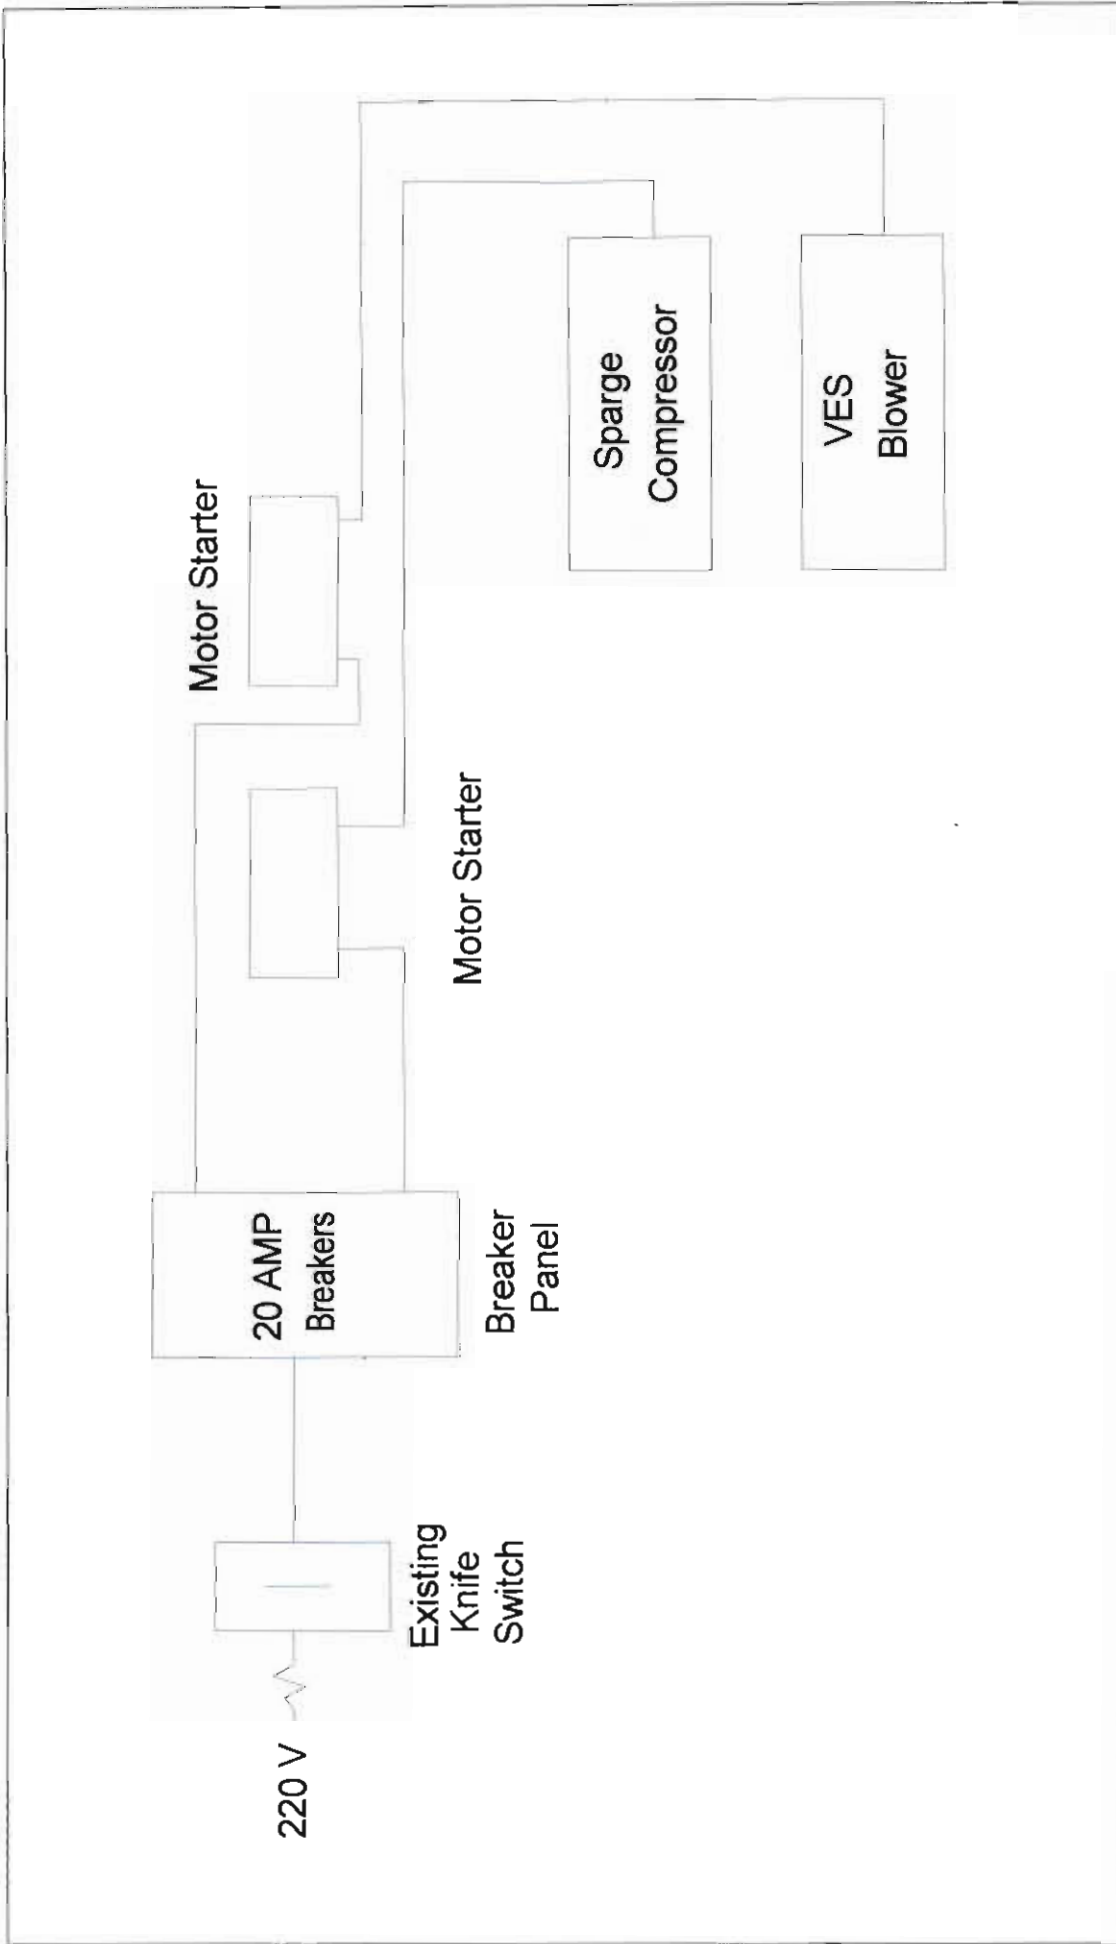 220 V
Existing
Knife
Switch
20 AMP
Breakers
Breaker
Panel
Motor Starter
Motor Starter
Sparge
Compressor
VES
Blower